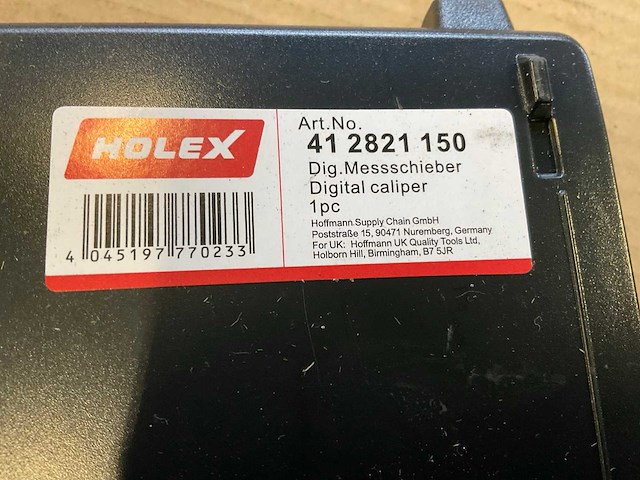 HOLEX
4 045197 770233
Art.No.
41 2821 150
Dig.Messschieber
Digital caliper
1pc
Hoffmann Supply Chain GmbH
Poststraße 15, 90471 Nuremberg, Germany
For UK: Hoffmann UK Quality Tools Ltd,
Holborn Hill, Birmingham, B7 5JR